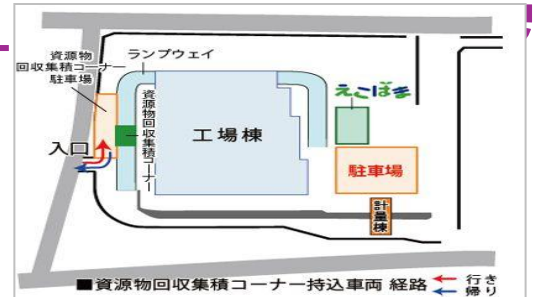 資源物
回収集積コーナー
駐車場
ランプウェイ
資源物回収集積コーナー
工場棟
えこぱま
駐車場
入口
計量棟
■資源物回収集積コーナー持込車両 経路
行き
帰り